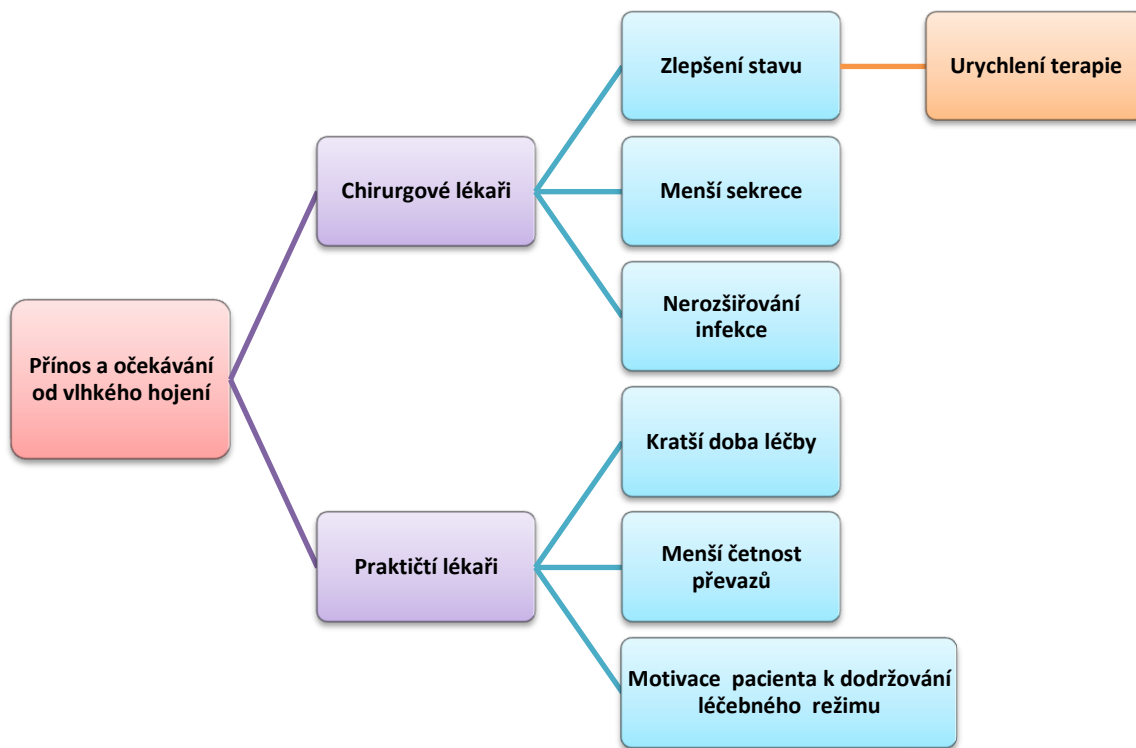 Přínos a očekávání
od vlhkého hojení
Chirurgové lékaři
Zlepšení stavu
Urychlení terapie
Menší sekrece
Nerozšiřování
infekce
Praktičtí lékaři
Kratší doba léčby
Menší četnost
převazů
Motivace pacienta k dodržování
léčebného režimu